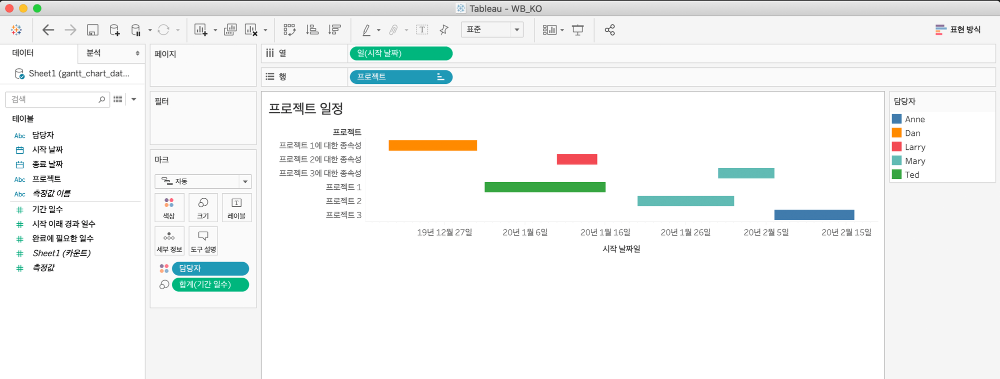 Tableau - WB_KO
표준
표현 방식
데이터
분석
Sheet1 (gantt_chart_dat...
검색
테이블
Abc 담당자
시작 날짜
종료 날짜
Abc 프로젝트
Abc 측정값 이름
기간 일수
시작 이래 경과 일수
완료에 필요한 일수
Sheet1 (카운트)
측정값
페이지
필터
마크
자동
색상
크기
T
레이블
세부 정보
도구 설명
담당자
합계(기간 일수)
열
일(시작 날짜)
행
프로젝트
프로젝트 일정
프로젝트
프로젝트 1에 대한 종속성
프로젝트 2에 대한 종속성
프로젝트 3에 대한 종속성
프로젝트 1
프로젝트 2
프로젝트 3
19년 12월 27일
20년 1월 6일
20년 1월 16일
20년 1월 26일
20년 2월 5일
20년 2월 15일
시작 날짜일
담당자
Anne
Dan
Larry
Mary
Ted